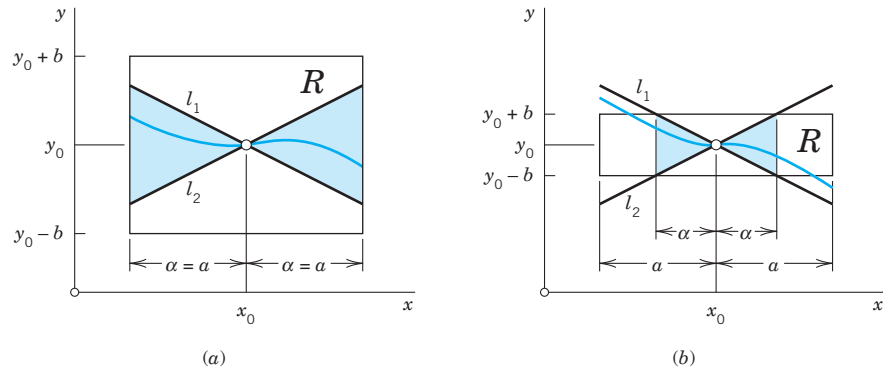 y
y₀ + b
R
l₁
y₀
l₂
y₀ – b
α = a
α = a
x₀
x
(a)
y
l₁
y₀ + b
y₀
R
y₀ – b
l₂
α
α
a
a
x₀
x
(b)